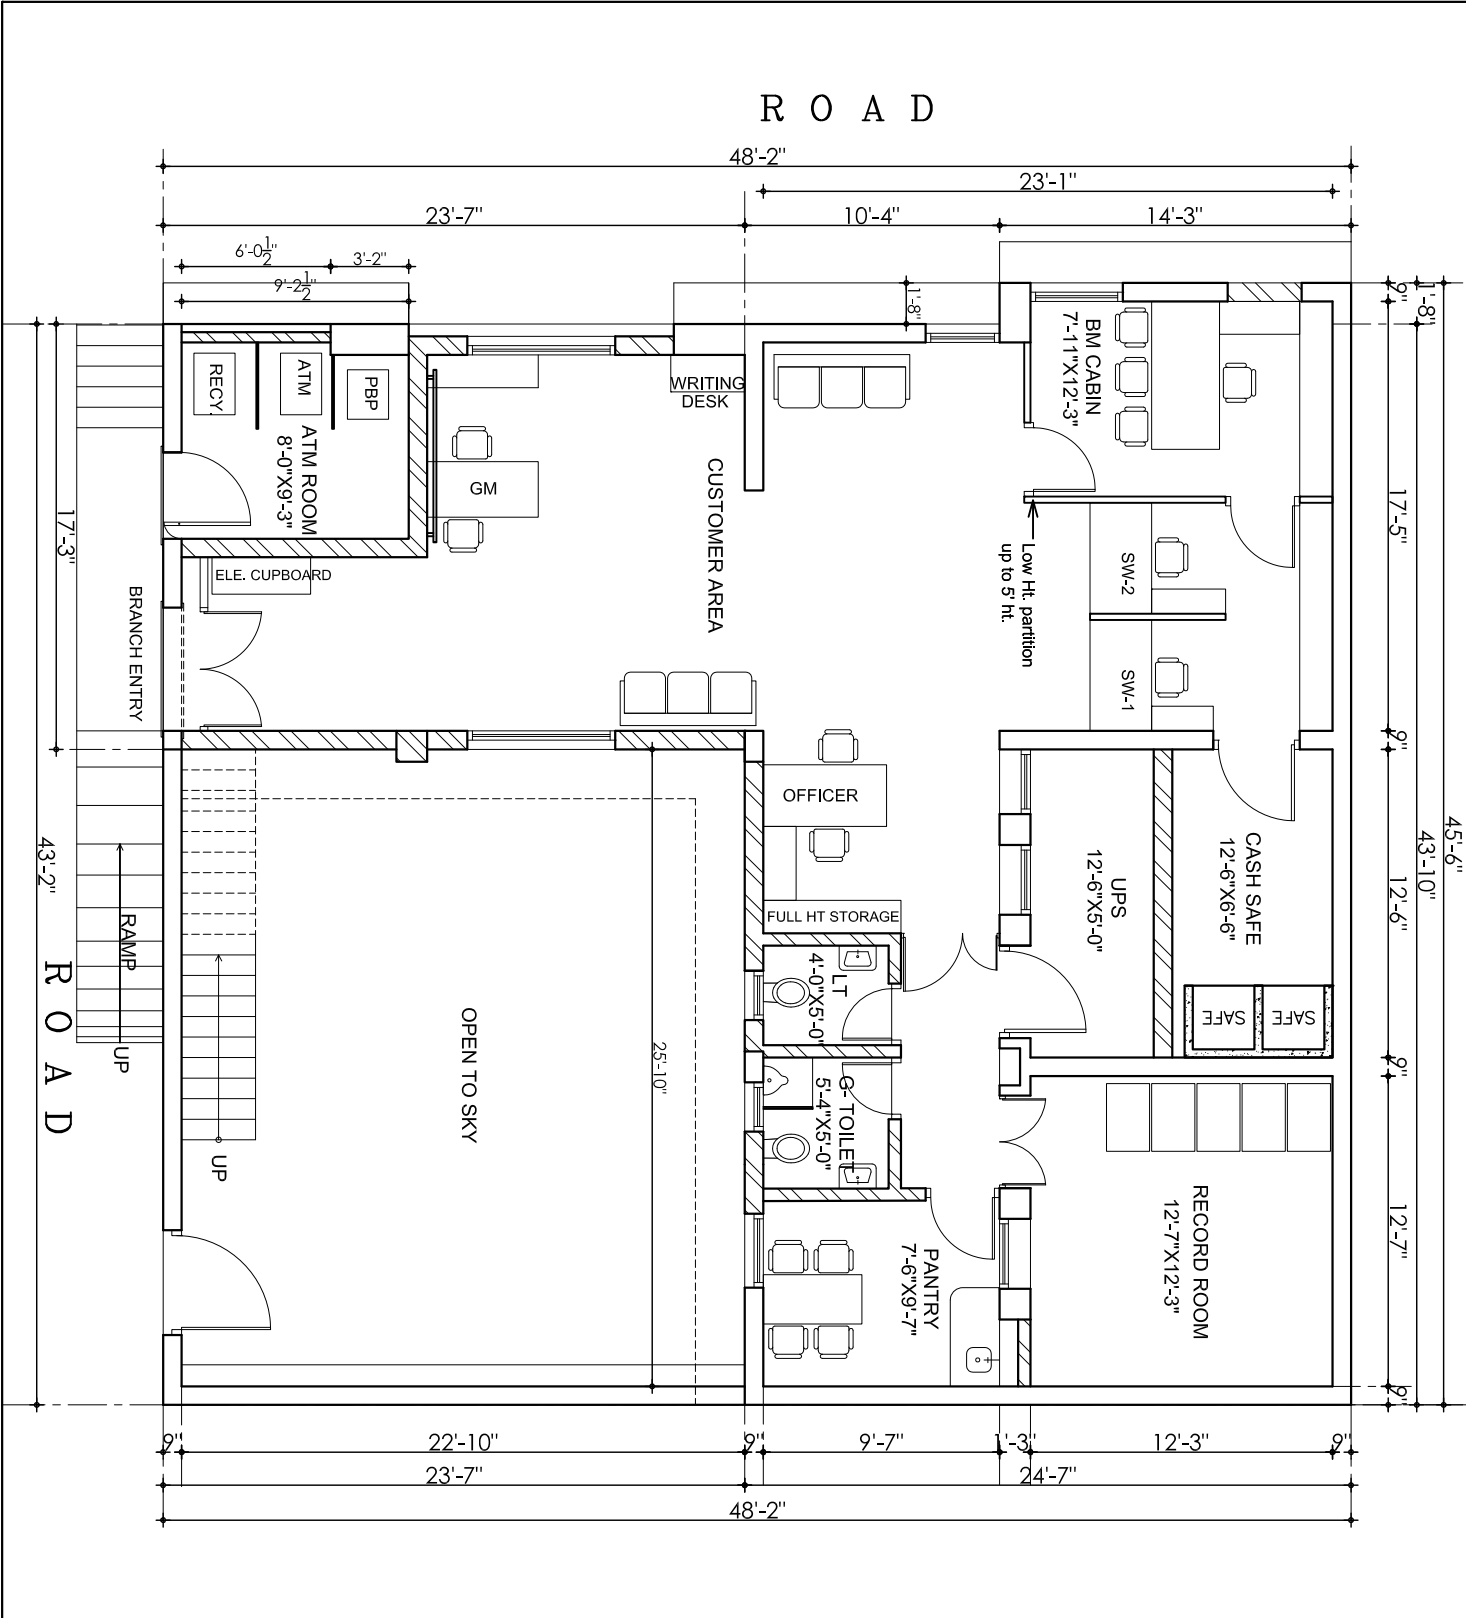 R O A D
48'-2"
23'-1"
23'-7"
10'-4"
14'-3"
6'-0 1/2"
3'-2"
9'-2 1/2"
1'-8"
9"
1'-8"
RECY.
ATM
PBP
ATM ROOM
8'-0"X9'-3"
WRITING
DESK
BM CABIN
7'-11"X12'-3"
GM
CUSTOMER AREA
17'-5"
17'-3"
Low Ht. partition
up to 5' ht.
SW-2
SW-1
ELE. CUPBOARD
BRANCH ENTRY
9"
OFFICER
FULL HT STORAGE
UPS
12'-6"X5'-0"
CASH SAFE
12'-6"X6'-6"
12'-6"
43'-10"
45'-6"
43'-2"
RAMP
UP
R O A D
LT
4'-0"X5'-0"
SAFE
SAFE
OPEN TO SKY
25'-10"
9"
G- TOILET
5'-4"X5'-0"
UP
PANTRY
7'-6"X9'-7"
RECORD ROOM
12'-7"X12'-3"
12'-7"
9"
9"
22'-10"
9"
9'-7"
1'-3"
12'-3"
9"
23'-7"
24'-7"
48'-2"